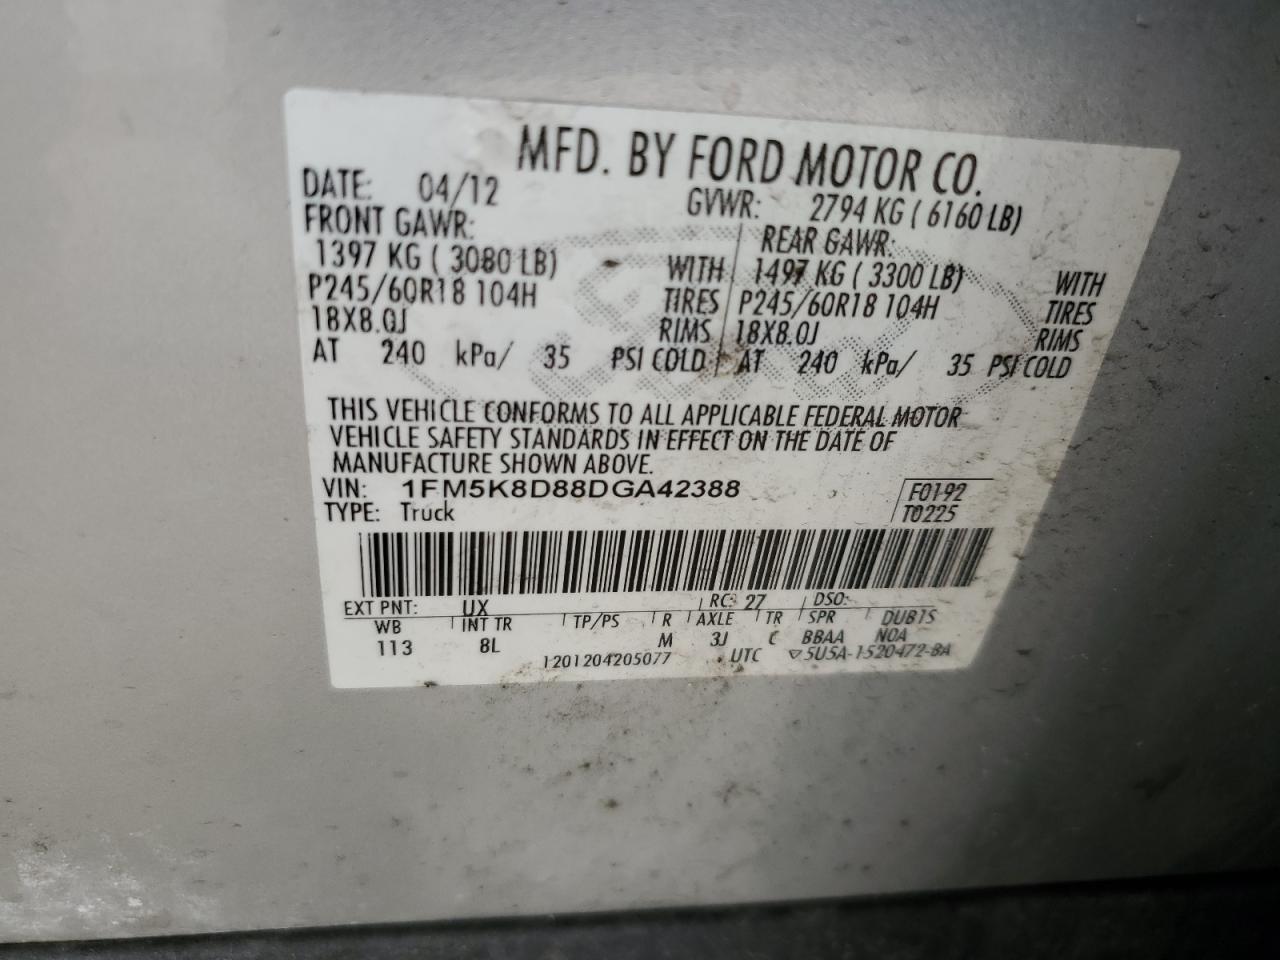 MFD. BY FORD MOTOR CO.
DATE: 04/12 GVWR: 2794 KG ( 6160 LB)
FRONT GAWR: REAR GAWR:
1397 KG ( 3080 LB) WITH 1497 KG ( 3300 LB) WITH
P245/60R18 104H TIRES P245/60R18 104H TIRES
18X8.0J RIMS 18X8.0J RIMS
AT 240 kPa/ 35 PSI COLD AT 240 kPa/ 35 PSI COLD
THIS VEHICLE CONFORMS TO ALL APPLICABLE FEDERAL MOTOR
VEHICLE SAFETY STANDARDS IN EFFECT ON THE DATE OF
MANUFACTURE SHOWN ABOVE.
VIN: 1FM5K8D88DGA42388 F0192
TYPE: Truck T0225
EXT PNT: UX RC: 27 DSO:
WB INT TR TP/PS R AXLE TR SPR DUB1S
113 8L M 3J C BBAA N0A
1201204205077 UTC ▽5U5A-1520472-BA